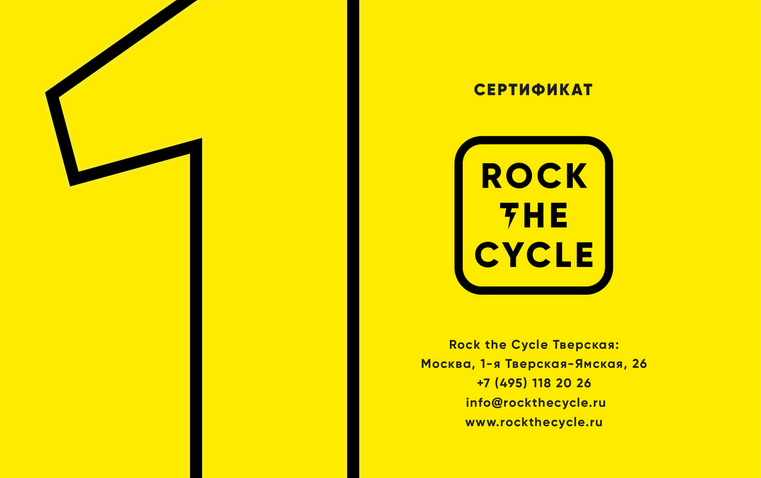 1
СЕРТИФИКАТ
ROCK
THE
CYCLE
Rock the Cycle Тверская:
Москва, 1-я Тверская-Ямская, 26
+7 (495) 118 20 26
info@rockthecycle.ru
www.rockthecycle.ru